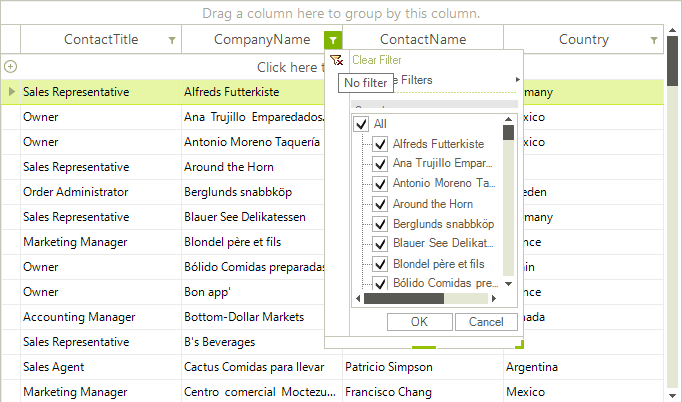 Drag a column here to group by this column.
ContactTitle CompanyName ContactName Country
Click here t
Clear Filter
No filter
e Filters
All
Alfreds Futterkiste
Ana Trujillo Empar...
Antonio Moreno Ta...
Around the Horn
Berglunds snabbköp
Blauer See Delikat...
Blondel père et fils
Bólido Comidas pre...
OK Cancel
Sales Representative Alfreds Futterkiste many
Owner Ana Trujillo Emparedados. xico
Owner Antonio Moreno Taquería xico
Sales Representative Around the Horn
Order Administrator Berglunds snabbköp eden
Sales Representative Blauer See Delikatessen many
Marketing Manager Blondel père et fils nce
Owner Bólido Comidas preparadas in
Owner Bon app' nce
Accounting Manager Bottom-Dollar Markets ada
Sales Representative B's Beverages
Sales Agent Cactus Comidas para llevar Patricio Simpson Argentina
Marketing Manager Centro comercial Moctezu... Francisco Chang Mexico